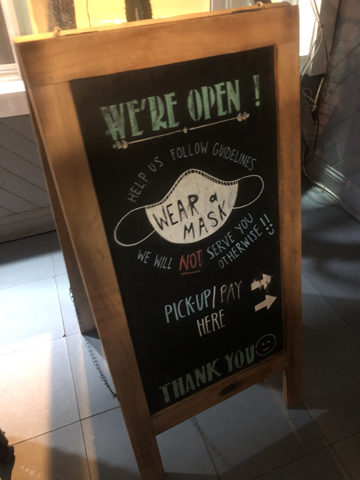 WE'RE OPEN !
HELP US FOLLOW GUIDELINES
WEAR a
MASK
WE WILL NOT SERVE YOU
OTHERWISE!! :)
PICK-UP/PAY
HERE
THANK YOU